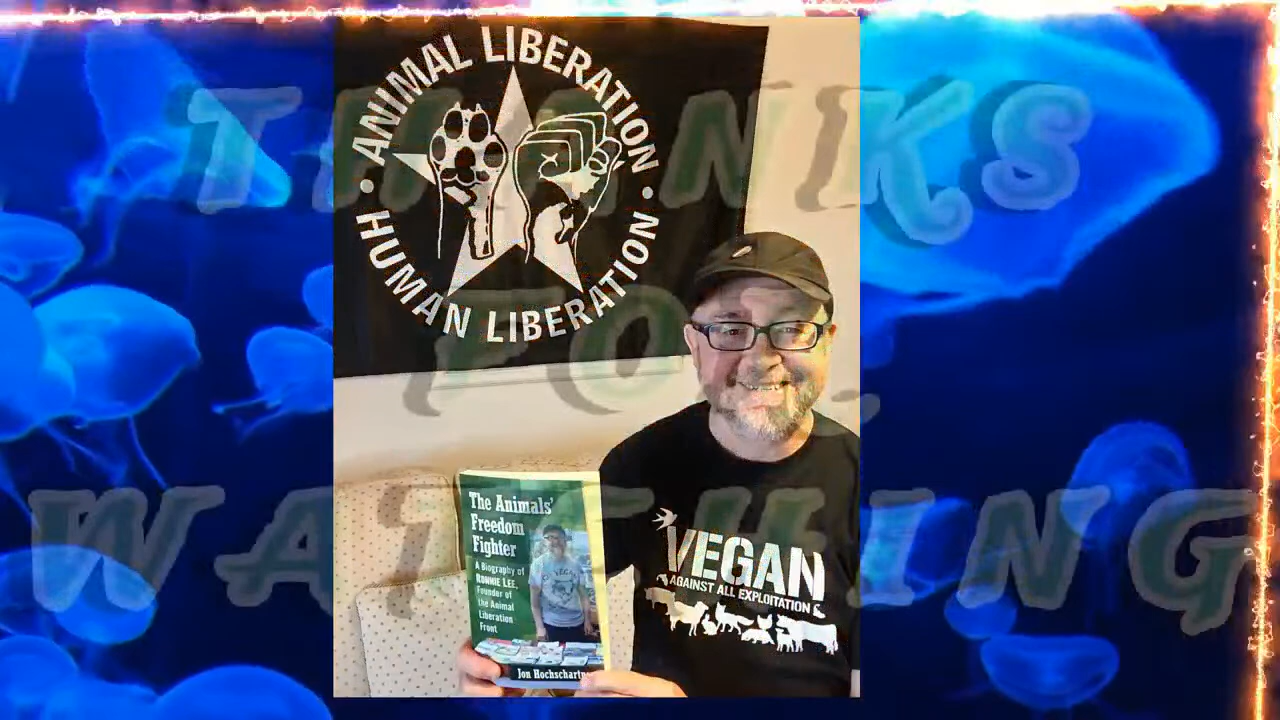 THANKS
FOR
WATCHING
ANIMAL LIBERATION
HUMAN LIBERATION
The Animals'
Freedom
Fighter
A Biography of
RONNIE LEE,
Founder of
the Animal
Liberation
Front
Jon
VEGAN
AGAINST ALL EXPLOITATION